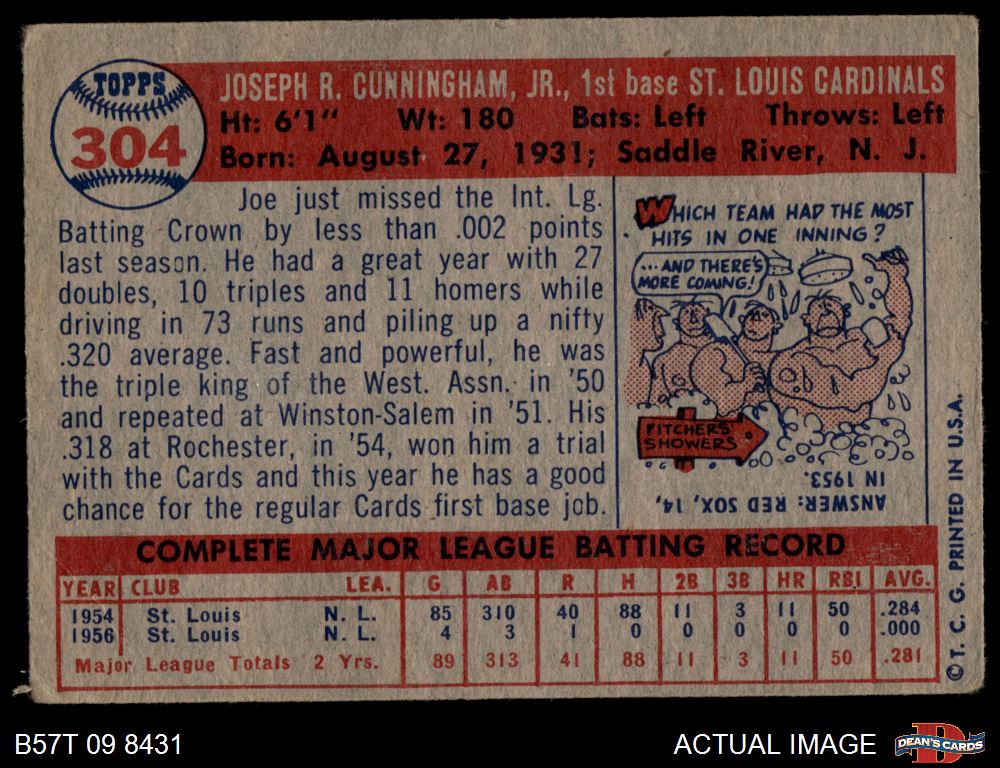 TOPPS
304
JOSEPH R. CUNNINGHAM, JR., 1st base ST. LOUIS CARDINALS
Ht: 6'1" Wt: 180 Bats: Left Throws: Left
Born: August 27, 1931; Saddle River, N. J.
Joe just missed the Int. Lg.
Batting Crown by less than .002 points
last season. He had a great year with 27
doubles, 10 triples and 11 homers while
driving in 73 runs and piling up a nifty
.320 average. Fast and powerful, he was
the triple king of the West. Assn. in '50
and repeated at Winston-Salem in '51. His
.318 at Rochester, in '54, won him a trial
with the Cards and this year he has a good
chance for the regular Cards first base job.
WHICH TEAM HAD THE MOST
HITS IN ONE INNING?
...AND THERE'S
MORE COMING!
PITCHERS
SHOWERS
ANSWER: RED SOX, 14,
IN 1953.
COMPLETE MAJOR LEAGUE BATTING RECORD
YEAR CLUB LEA. G AB R H 2B 3B HR RBI AVG.
1954 St. Louis N. L. 85 310 40 88 11 3 11 50 .284
1956 St. Louis N. L. 4 3 1 0 0 0 0 0 .000
Major League Totals 2 Yrs. 89 313 41 88 11 3 11 50 .281
© T. C. G. PRINTED IN U.S.A.
B57T 09 8431
ACTUAL IMAGE
D
DEAN'S CARDS